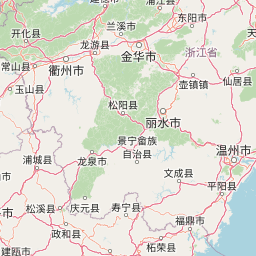 浦江县
开化县
兰溪市
东阳市
龙游县
金华市
浙江省
常山县
衢州市
仙居县
壶镇镇
玉山县
松阳县
丽水市
景宁畲族
自治县
浦城县
龙泉市
温州市
文成县
平阳县
松溪县
庆元县
寿宁县
福鼎市
政和县
建瓯市
柘荣县